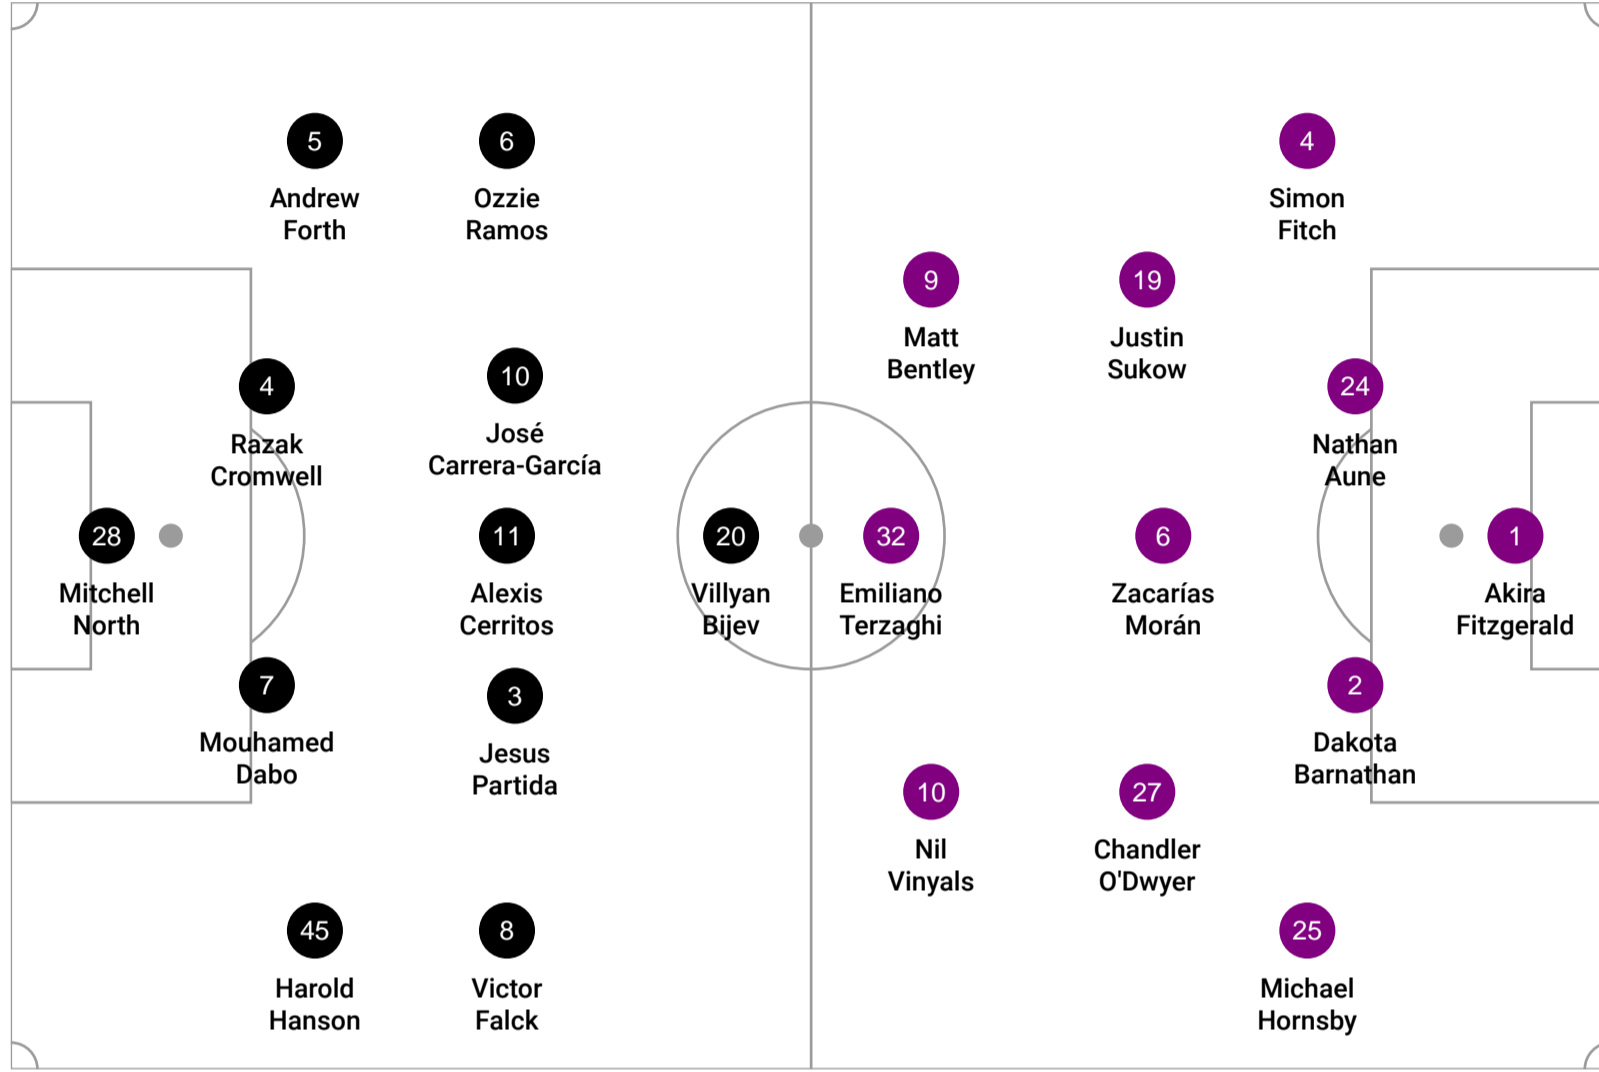 5
Andrew
Forth
6
Ozzie
Ramos
4
Simon
Fitch
9
Matt
Bentley
19
Justin
Sukow
4
Razak
Cromwell
10
José
Carrera-García
24
Nathan
Aune
28
Mitchell
North
11
Alexis
Cerritos
20
Villyan
Bijev
32
Emiliano
Terzaghi
6
Zacarías
Morán
1
Akira
Fitzgerald
7
Mouhamed
Dabo
3
Jesus
Partida
2
Dakota
Barnathan
10
Nil
Vinyals
27
Chandler
O'Dwyer
45
Harold
Hanson
8
Victor
Falck
25
Michael
Hornsby